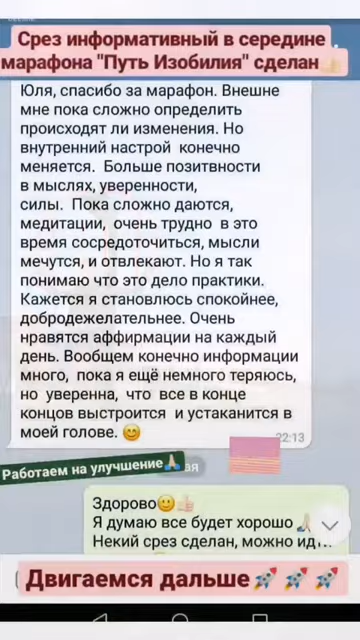 Срез информативный в середине
марафона "Путь Изобилия" сделан👍🏻
Юля, спасибо за марафон. Внешне
мне пока сложно определить
происходят ли изменения. Но
внутренний настрой конечно
меняется. Больше позитвности
в мыслях, уверенности,
силы. Пока сложно даются,
медитации, очень трудно в это
время сосредоточиться, мысли
мечутся, и отвлекают. Но я так
понимаю что это дело практики.
Кажется я становлюсь спокойнее,
доброжелательнее. Очень
нравятся аффирмации на каждый
день. Вообщем конечно информации
много, пока я ещё немного теряюсь,
но уверенна, что все в конце
концов выстроится и устаканится в
моей голове. 😊
22:13
Работаем на улучшение🙏🏻
Здорово🙂👍🏻
Я думаю все будет хорошо🙏🏻
Некий срез сделан, можно
Двигаемся дальше🚀🚀🚀